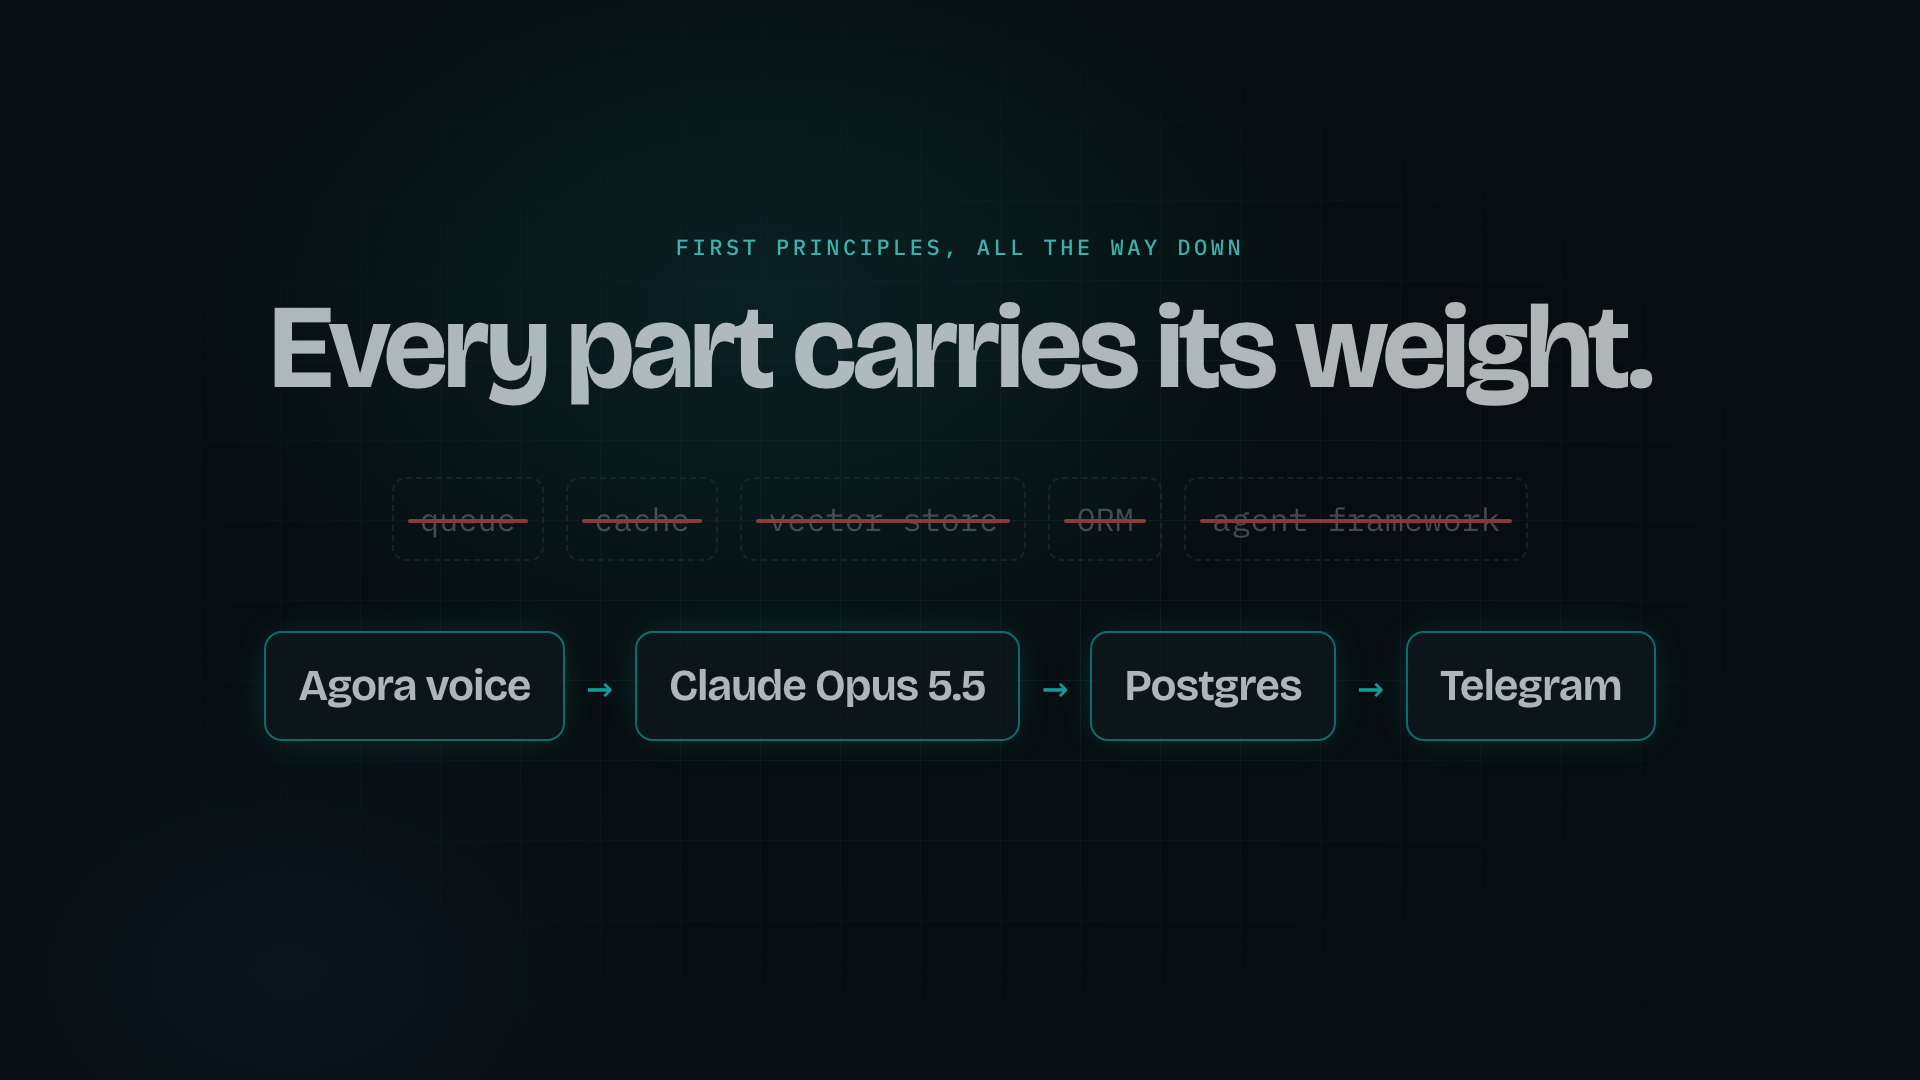 FIRST PRINCIPLES, ALL THE WAY DOWN
Every part carries its weight.
queue cache vector store ORM agent framework
Agora voice → Claude Opus 5.5 → Postgres → Telegram